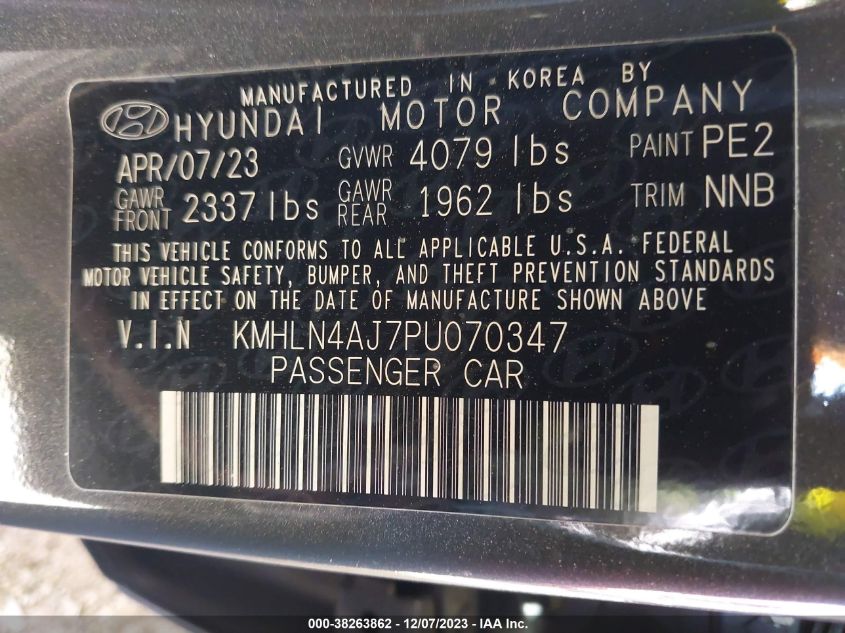 MANUFACTURED IN KOREA BY
HYUNDAI MOTOR COMPANY
APR/07/23 GVWR 4079 lbs PAINT PE2
GAWR FRONT 2337 lbs GAWR REAR 1962 lbs TRIM NNB
THIS VEHICLE CONFORMS TO ALL APPLICABLE U.S.A. FEDERAL
MOTOR VEHICLE SAFETY, BUMPER, AND THEFT PREVENTION STANDARDS
IN EFFECT ON THE DATE OF MANUFACTURE SHOWN ABOVE
V.I.N KMHLN4AJ7PU070347
PASSENGER CAR
000-38263862 - 12/07/2023 - IAA Inc.